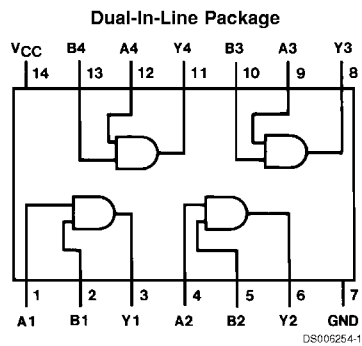 Dual-In-Line Package
VCC B4 A4 Y4 B3 A3 Y3
14 13 12 11 10 9 8
1 2 3 4 5 6 7
A1 B1 Y1 A2 B2 Y2 GND
DS006254-1